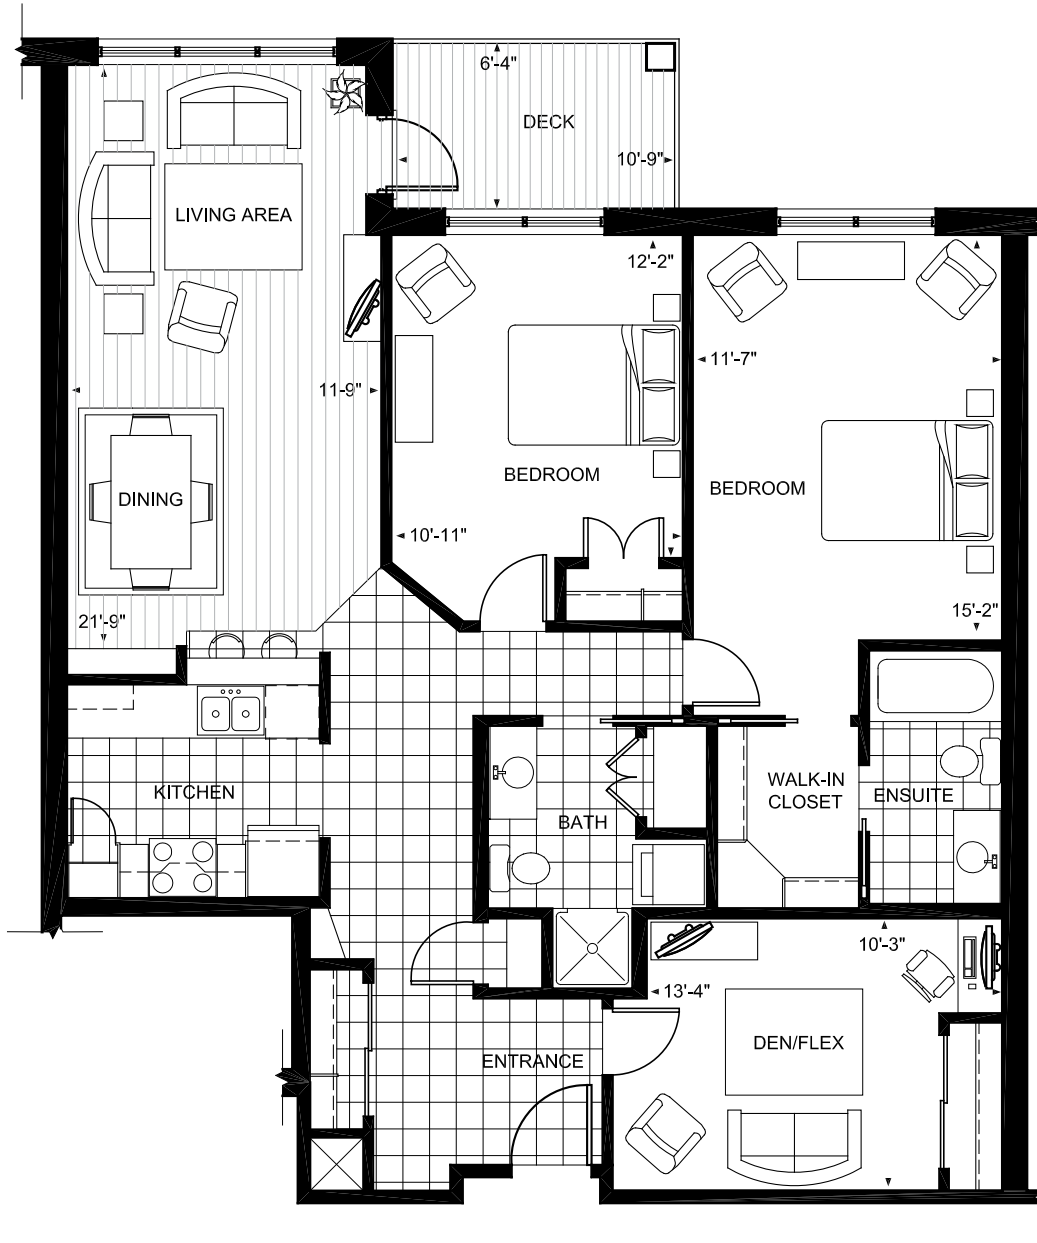 6'-4"
DECK
10'-9"
LIVING AREA
12'-2"
11'-7"
11'-9"
BEDROOM
BEDROOM
DINING
10'-11"
15'-2"
21'-9"
KITCHEN
WALK-IN
CLOSET
ENSUITE
BATH
10'-3"
13'-4"
DEN/FLEX
ENTRANCE